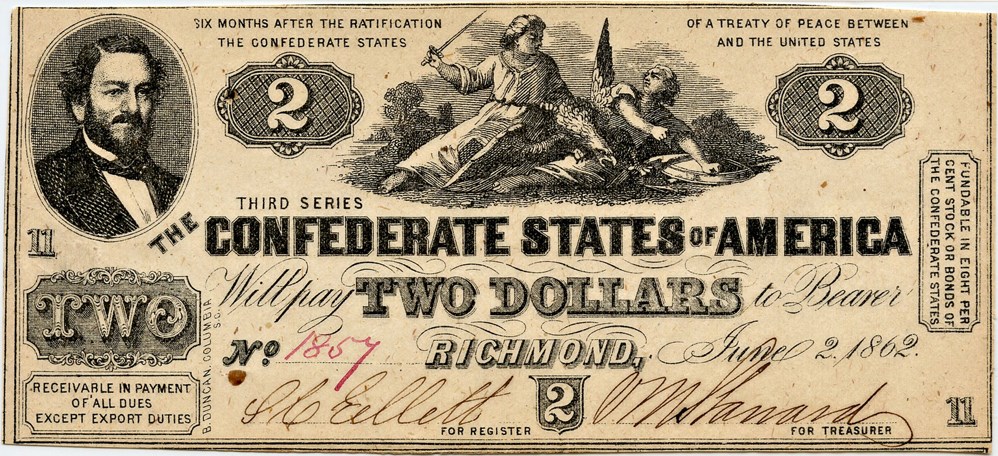 SIX MONTHS AFTER THE RATIFICATION OF A TREATY OF PEACE BETWEEN
THE CONFEDERATE STATES AND THE UNITED STATES
2 2
THIRD SERIES
THE CONFEDERATE STATES OF AMERICA
11
Will pay TWO DOLLARS to Bearer
TWO
No 1857 RICHMOND, June 2, 1862.
RECEIVABLE IN PAYMENT
OF ALL DUES
EXCEPT EXPORT DUTIES
B. DUNCAN, COLUMBIA S.C.
FOR REGISTER
2
FOR TREASURER
11
FUNDABLE IN EIGHT PER
CENT STOCK OR BONDS OF
THE CONFEDERATE STATES